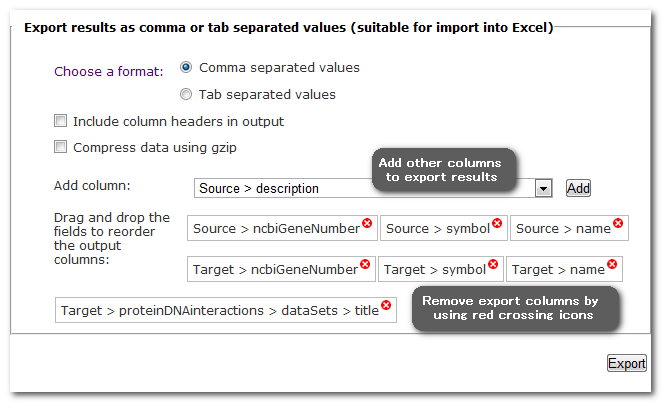 Export results as comma or tab separated values (suitable for import into Excel)
Choose a format:
Comma separated values
Tab separated values
Include column headers in output
Compress data using gzip
Add other columns
to export results
Add column:
Source > description
Add
Drag and drop the
fields to reorder
the output
columns:
Source > ncbiGeneNumber
Source > symbol
Source > name
Target > ncbiGeneNumber
Target > symbol
Target > name
Target > proteinDNAinteractions > dataSets > title
Remove export columns by
using red crossing icons
Export